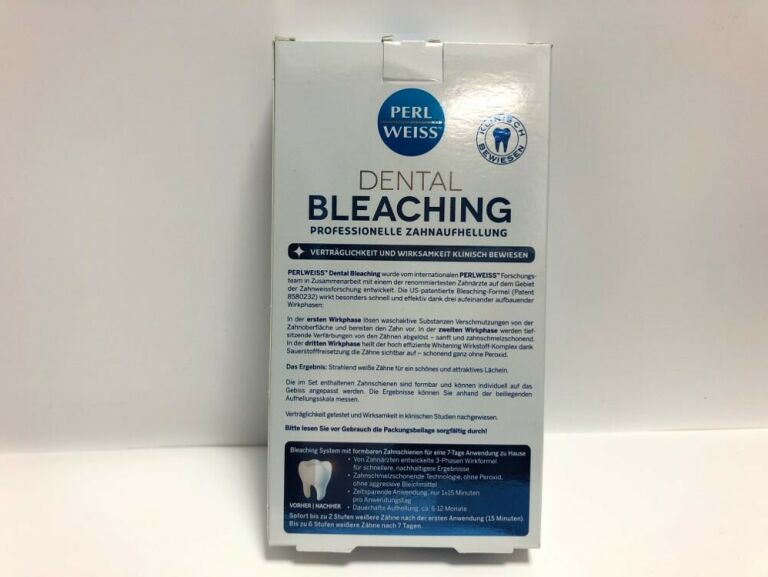 PERL
WEISS™
KLINISCH
BEWIESEN
DENTAL
BLEACHING
PROFESSIONELLE ZAHNAUFHELLUNG
VERTRÄGLICHKEIT UND WIRKSAMKEIT KLINISCH BEWIESEN
PERLWEISS™ Dental Bleaching wurde vom internationalen PERLWEISS™ Forschungs-
team in Zusammenarbeit mit einem der renommiertesten Zahnärzte auf dem Gebiet
der Zahnweissforschung entwickelt. Die US-patentierte Bleaching-Formel (Patent
8580232) wirkt besonders schnell und effektiv dank drei aufeinander aufbauender
Wirkphasen:
In der ersten Wirkphase lösen waschaktive Substanzen Verschmutzungen von der
Zahnoberfläche und bereiten den Zahn vor. In der zweiten Wirkphase werden tief-
sitzende Verfärbungen von den Zähnen abgelöst – sanft und zahnschmelzschonend.
In der dritten Wirkphase hellt der hoch effiziente Whitening Wirkstoff-Komplex dank
Sauerstofffreisetzung die Zähne sichtbar auf – schonend ganz ohne Peroxid.
Das Ergebnis: Strahlend weiße Zähne für ein schönes und attraktives Lächeln.
Die im Set enthaltenen Zahnschienen sind formbar und können individuell auf das
Gebiss angepasst werden. Die Ergebnisse können Sie anhand der beiliegenden
Aufhellungsskala messen.
Verträglichkeit getestet und Wirksamkeit in klinischen Studien nachgewiesen.
Bitte lesen Sie vor Gebrauch die Packungsbeilage sorgfältig durch!
Bleaching System mit formbaren Zahnschienen für eine 7-Tage Anwendung zu Hause
• Von Zahnärzten entwickelte 3-Phasen Wirkformel
für schnellere, nachhaltigere Ergebnisse
• Zahnschmelzschonende Technologie, ohne Peroxid,
ohne aggressive Bleichmittel
• Zeitsparende Anwendung, nur 1x15 Minuten
pro Anwendungstag
• Dauerhafte Aufhellung, ca. 6-12 Monate
VORHER | NACHHER
Sofort bis zu 2 Stufen weißere Zähne nach der ersten Anwendung (15 Minuten).
Bis zu 6 Stufen weißere Zähne nach 7 Tagen.